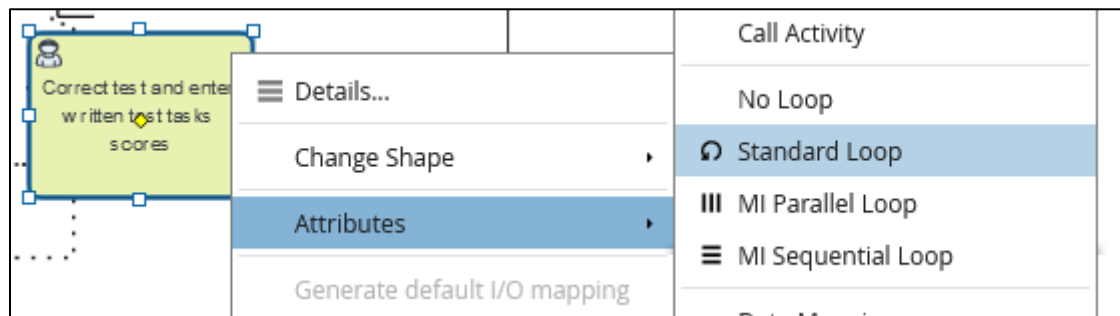 Correct test and enter
written test tasks
scores
Details...
Change Shape
Attributes
Generate default I/O mapping
Call Activity
No Loop
Standard Loop
MI Parallel Loop
MI Sequential Loop